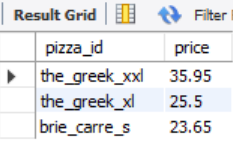 Result Grid Filter
pizza_id price
the_greek_xxl 35.95
the_greek_xl 25.5
brie_carre_s 23.65